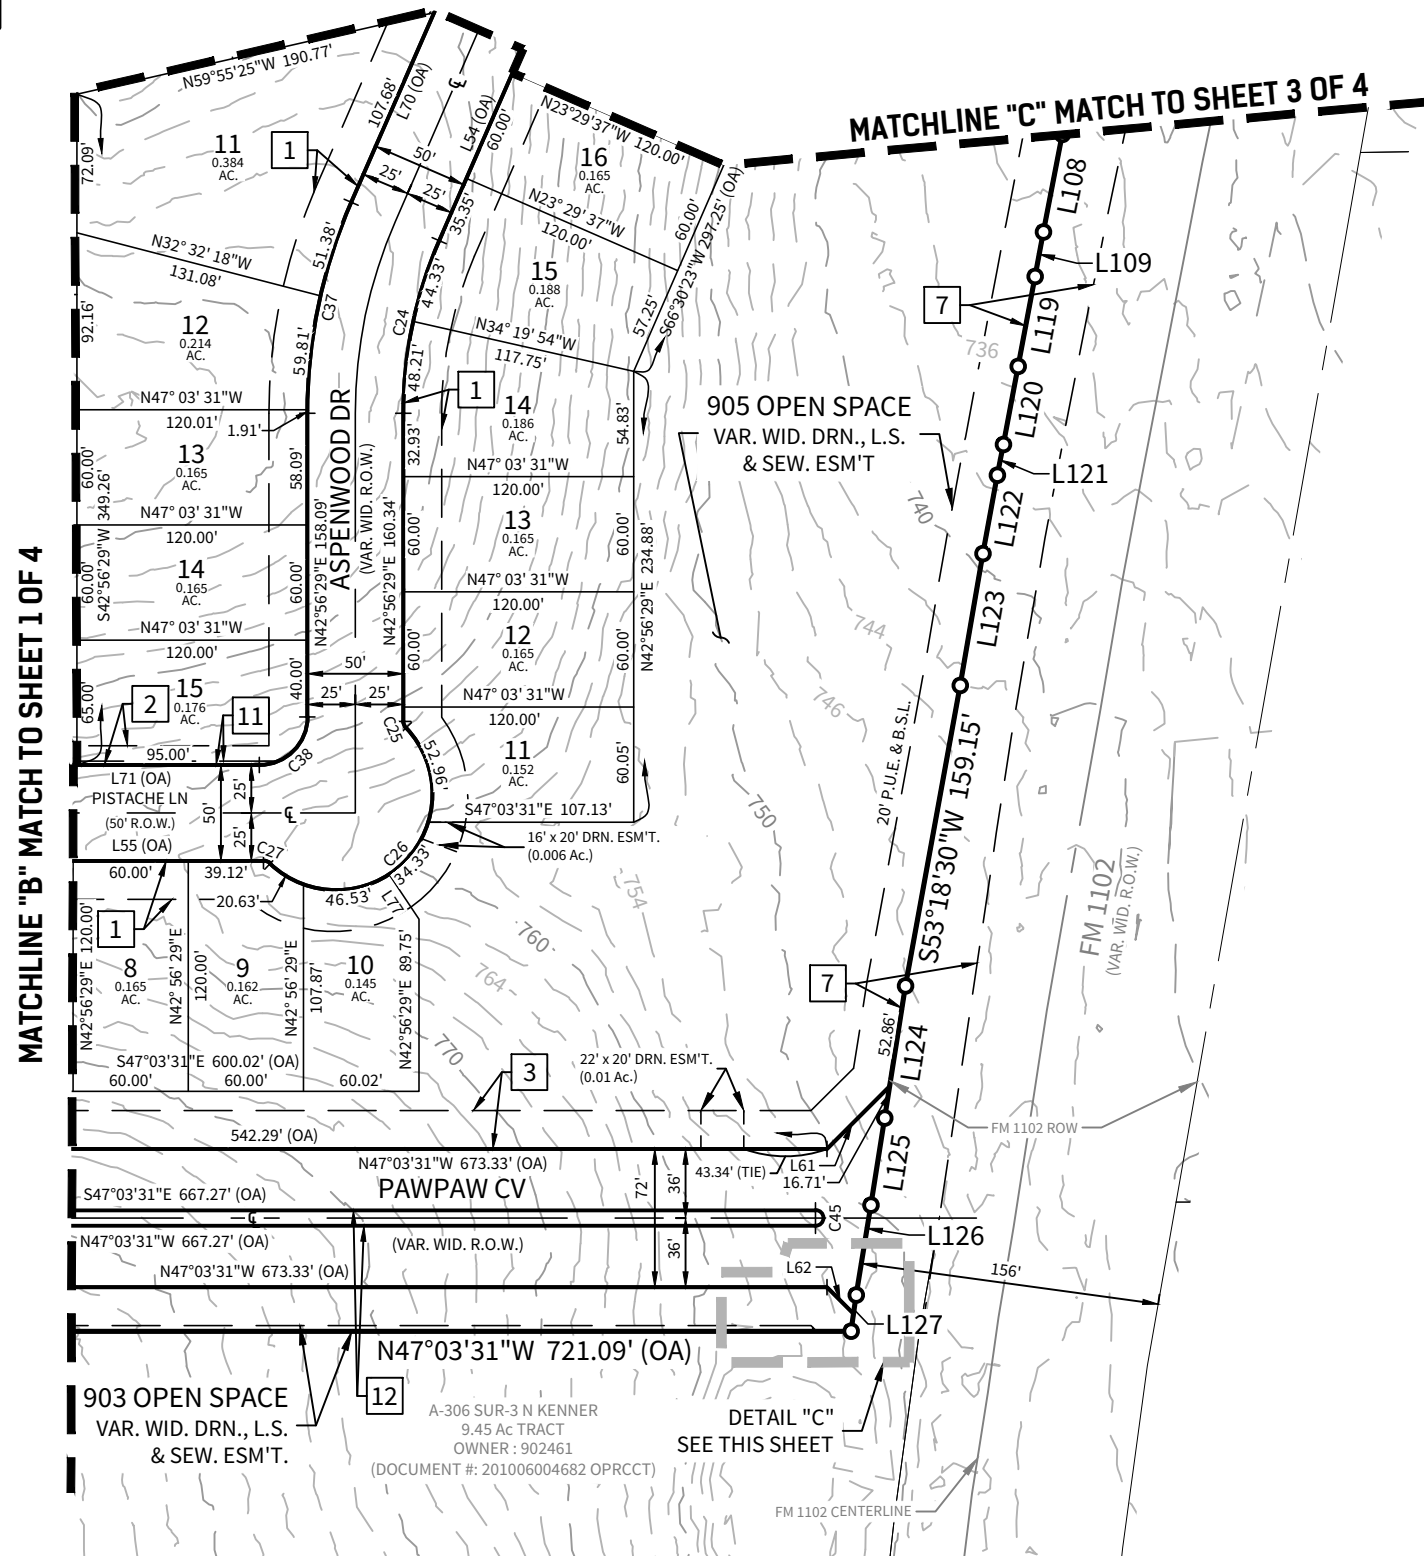 MATCHLINE "C" MATCH TO SHEET 3 OF 4
MATCHLINE "B" MATCH TO SHEET 1 OF 4
N59°55'25"W 190.77'
107.68'
L70 (OA)
℄
L54 (OA)
60.00'
N23°29'37"W 120.00'
72.09'
11
0.384
AC.
1
50'
25'
25'
16
0.165
AC.
N23°29'37"W
120.00'
35.35'
60.00'
S66°30'23"W 297.25' (OA)
N32°32'18"W
131.08'
51.38'
C37
44.33'
C24
15
0.188
AC.
57.25'
N34°19'54"W
117.75'
92.16'
12
0.214
AC.
59.81'
48.21'
1
N47°03'31"W
120.01'
1.91'
14
0.186
AC.
54.83'
32.93'
N47°03'31"W
120.00'
13
0.165
AC.
60.00'
S42°56'29"W 349.26'
58.09'
N42°56'29"E 158.09'
ASPENWOOD DR
(VAR. WID. R.O.W.)
N42°56'29"E 160.34'
N47°03'31"W
120.00'
13
0.165
AC.
60.00'
60.00'
N42°56'29"E 234.88'
N47°03'31"W
120.00'
14
0.165
AC.
60.00'
60.00'
N47°03'31"W
120.00'
12
0.165
AC.
60.00'
60.00'
N47°03'31"W
120.00'
15
0.176
AC.
65.00'
40.00'
2
11
50'
25'
25'
95.00'
C38
C25
52.96'
11
0.152
AC.
60.05'
S47°03'31"E 107.13'
L71 (OA)
PISTACHE LN
(50' R.O.W.)
L55 (OA)
50'
25'
25'
℄
16' x 20' DRN. ESM'T.
(0.006 Ac.)
C27
C26
34.33'
60.00'
39.12'
20.63'
46.53'
L77
1
N42°56'29"E 120.00'
8
0.165
AC.
N42°56'29"E
120.00'
9
0.162
AC.
N42°56'29"E
107.87'
10
0.145
AC.
N42°56'29"E 89.75'
S47°03'31"E 600.02' (OA)
60.00'
60.00'
60.02'
905 OPEN SPACE
VAR. WID. DRN., L.S.
& SEW. ESM'T
736
740
744
746
750
754
760
764
770
L108
L109
7
L119
L120
L121
L122
L123
20' P.U.E. & B.S.L.
S53°18'30"W 159.15'
FM 1102
(VAR. WID. R.O.W.)
7
52.86'
L124
FM 1102 ROW
3
22' x 20' DRN. ESM'T.
(0.01 Ac.)
542.29' (OA)
N47°03'31"W 673.33' (OA)
43.34' (TIE)
L61
16.71'
L125
PAWPAW CV
S47°03'31"E 667.27' (OA)
℄
72'
36'
36'
C45
L126
N47°03'31"W 667.27' (OA)
(VAR. WID. R.O.W.)
N47°03'31"W 673.33' (OA)
L62
156'
L127
N47°03'31"W 721.09' (OA)
903 OPEN SPACE
VAR. WID. DRN., L.S.
& SEW. ESM'T.
12
A-306 SUR-3 N KENNER
9.45 Ac TRACT
OWNER : 902461
(DOCUMENT #: 201006004682 OPRCCT)
DETAIL "C"
SEE THIS SHEET
FM 1102 CENTERLINE